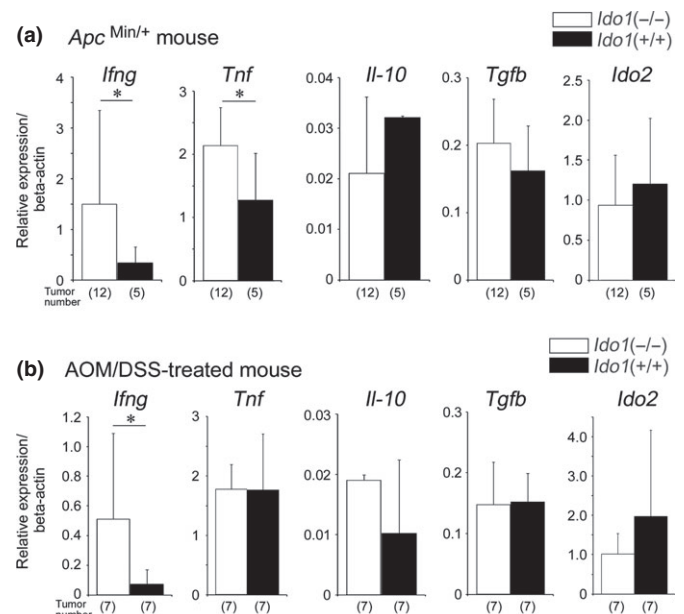 (a) Apc Min/+ mouse
Ido1(−/−)
Ido1(+/+)
Ifng Tnf Il-10 Tgfb Ido2
* *
Relative expression/
beta-actin
4 3 0.04 0.3 2.5
3 2 0.03 0.2 2.0
2 1 0.02 0.1 1.5
1 0 0.01 0 1.0
0 0 0.5
0
Tumor
number
(12) (5) (12) (5) (12) (5) (12) (5) (12) (5)
(b) AOM/DSS-treated mouse
Ido1(−/−)
Ido1(+/+)
Ifng Tnf Il-10 Tgfb Ido2
*
Relative expression/
beta-actin
1.2 3 0.03 0.3 4.0
1.0 2 0.02 0.2 3.0
0.8 1 0.01 0.1 2.0
0.6 0 0 0 1.0
0.4 0
0.2
0
Tumor
number
(7) (7) (7) (7) (7) (7) (7) (7) (7) (7)